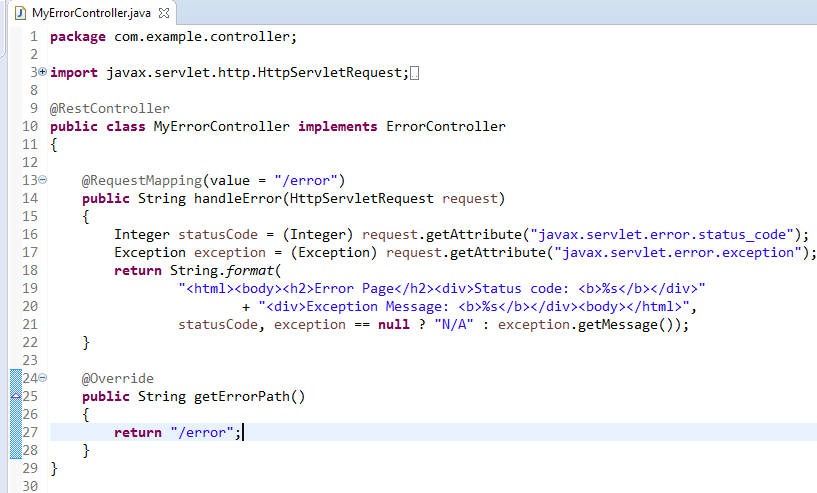 MyErrorController.java
1 package com.example.controller;
2
3 import javax.servlet.http.HttpServletRequest;
8
9 @RestController
10 public class MyErrorController implements ErrorController
11 {
12
13     @RequestMapping(value = "/error")
14     public String handleError(HttpServletRequest request)
15     {
16         Integer statusCode = (Integer) request.getAttribute("javax.servlet.error.status_code");
17         Exception exception = (Exception) request.getAttribute("javax.servlet.error.exception");
18         return String.format(
19                 "<html><body><h2>Error Page</h2><div>Status code: <b>%s</b></div>"
20                         + "<div>Exception Message: <b>%s</b></div><body></html>",
21                 statusCode, exception == null ? "N/A" : exception.getMessage());
22     }
23
24     @Override
25     public String getErrorPath()
26     {
27         return "/error";
28     }
29 }
30